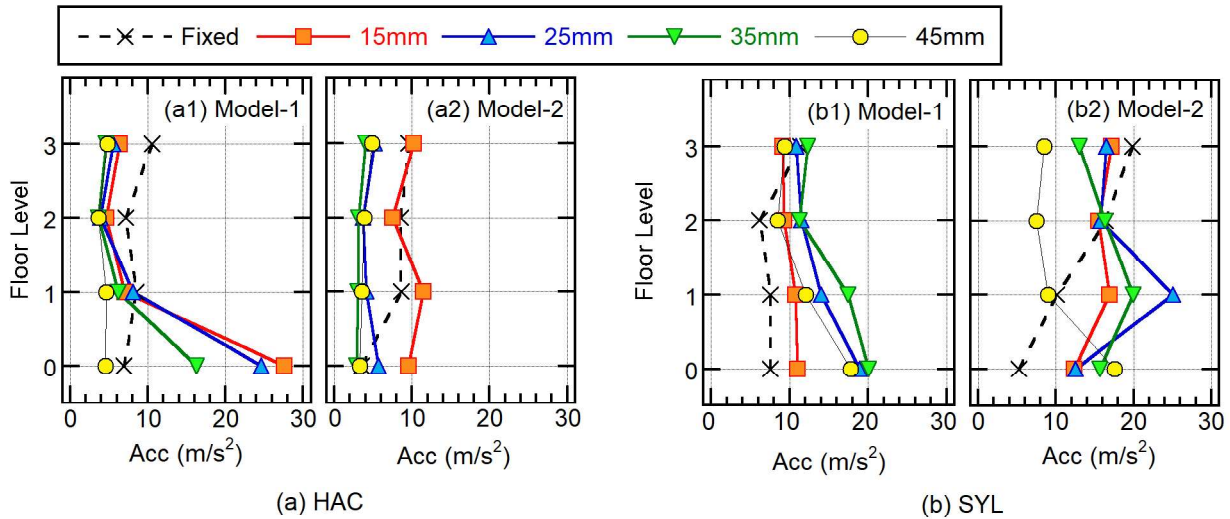 Fixed 15mm 25mm 35mm 45mm
(a1) Model-1
(a2) Model-2
(b1) Model-1
(b2) Model-2
Floor Level
3
2
1
0
0 10 20 30
0 10 20 30
Acc (m/s²)
Acc (m/s²)
(a) HAC
Floor Level
3
2
1
0
0 10 20 30
0 10 20 30
Acc (m/s²)
Acc (m/s²)
(b) SYL